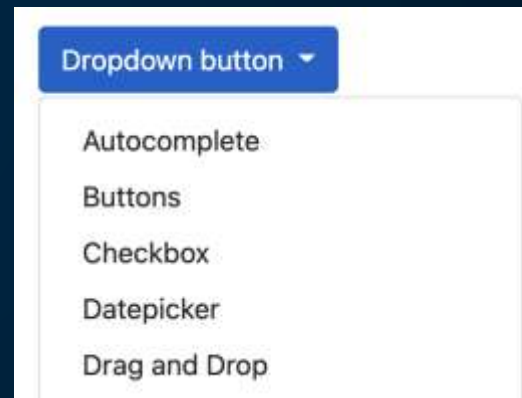 Dropdown button
Autocomplete
Buttons
Checkbox
Datepicker
Drag and Drop